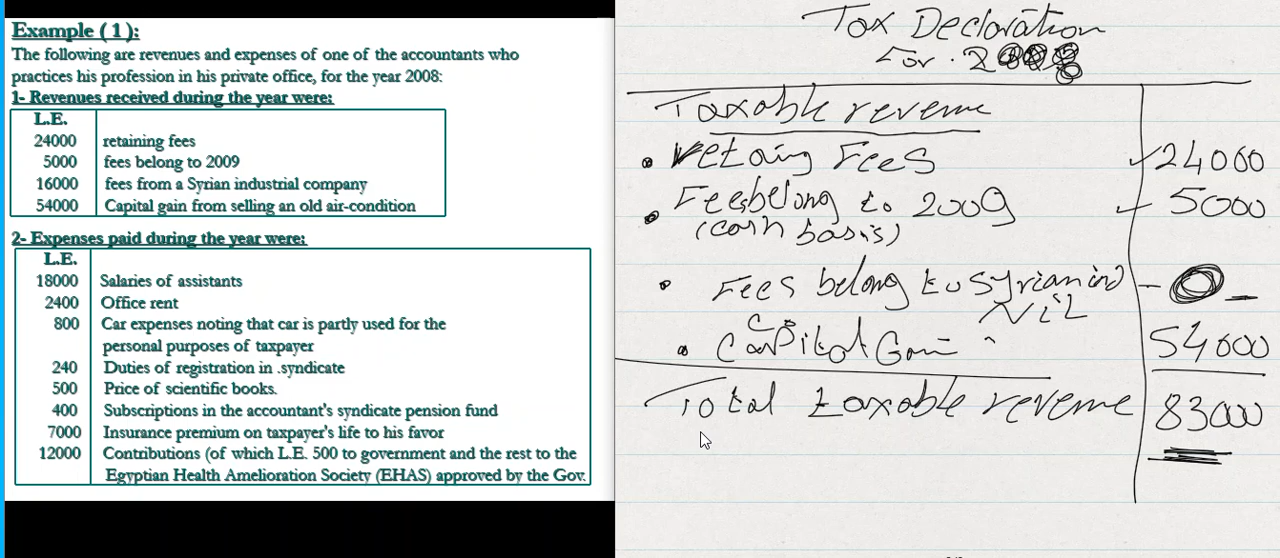 Example ( 1 ):
The following are revenues and expenses of one of the accountants who
practices his profession in his private office, for the year 2008:
1- Revenues received during the year were:
L.E.
24000 retaining fees
5000 fees belong to 2009
16000 fees from a Syrian industrial company
54000 Capital gain from selling an old air-condition
2- Expenses paid during the year were:
L.E.
18000 Salaries of assistants
2400 Office rent
800 Car expenses noting that car is partly used for the
personal purposes of taxpayer
240 Duties of registration in .syndicate
500 Price of scientific books.
400 Subscriptions in the accountant's syndicate pension fund
7000 Insurance premium on taxpayer's life to his favor
12000 Contributions (of which L.E. 500 to government and the rest to the
Egyptian Health Amelioration Society (EHAS) approved by the Gov.
Tax Declaration
For . 2
Taxable revenue
• Fees 24000
• Fees belong to 2009 5000
(cash basis)
• Fees belong to Syrian ind -
Nil
• Capital Gain 54000
Total taxable revenue 83000